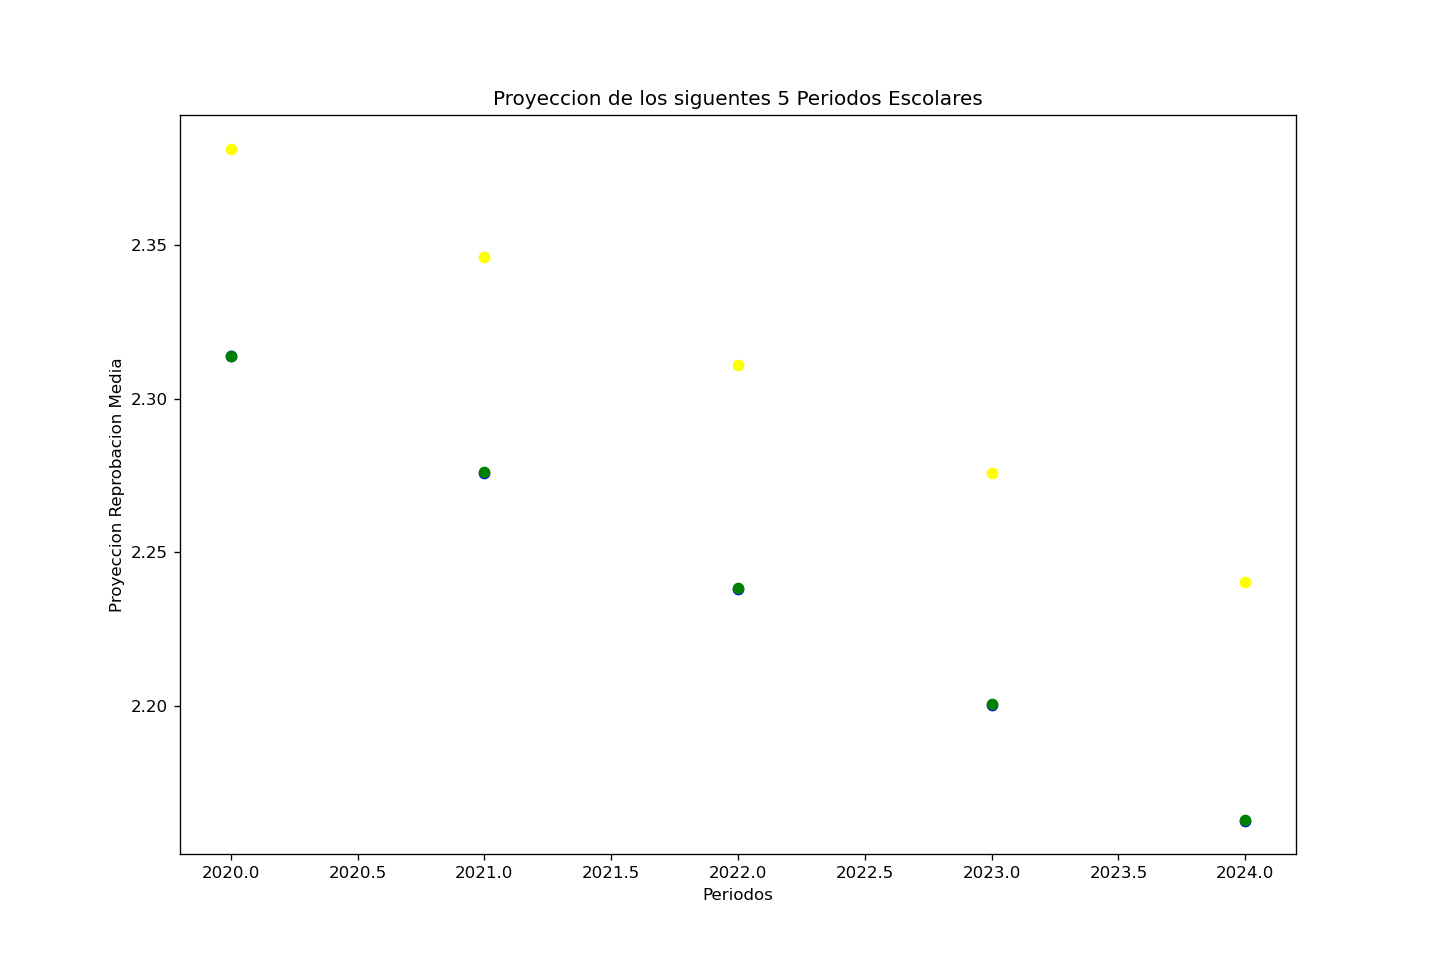 Proyeccion de los siguentes 5 Periodos Escolares
Proyeccion Reprobacion Media
2.35
2.30
2.25
2.20
2020.0 2020.5 2021.0 2021.5 2022.0 2022.5 2023.0 2023.5 2024.0
Periodos